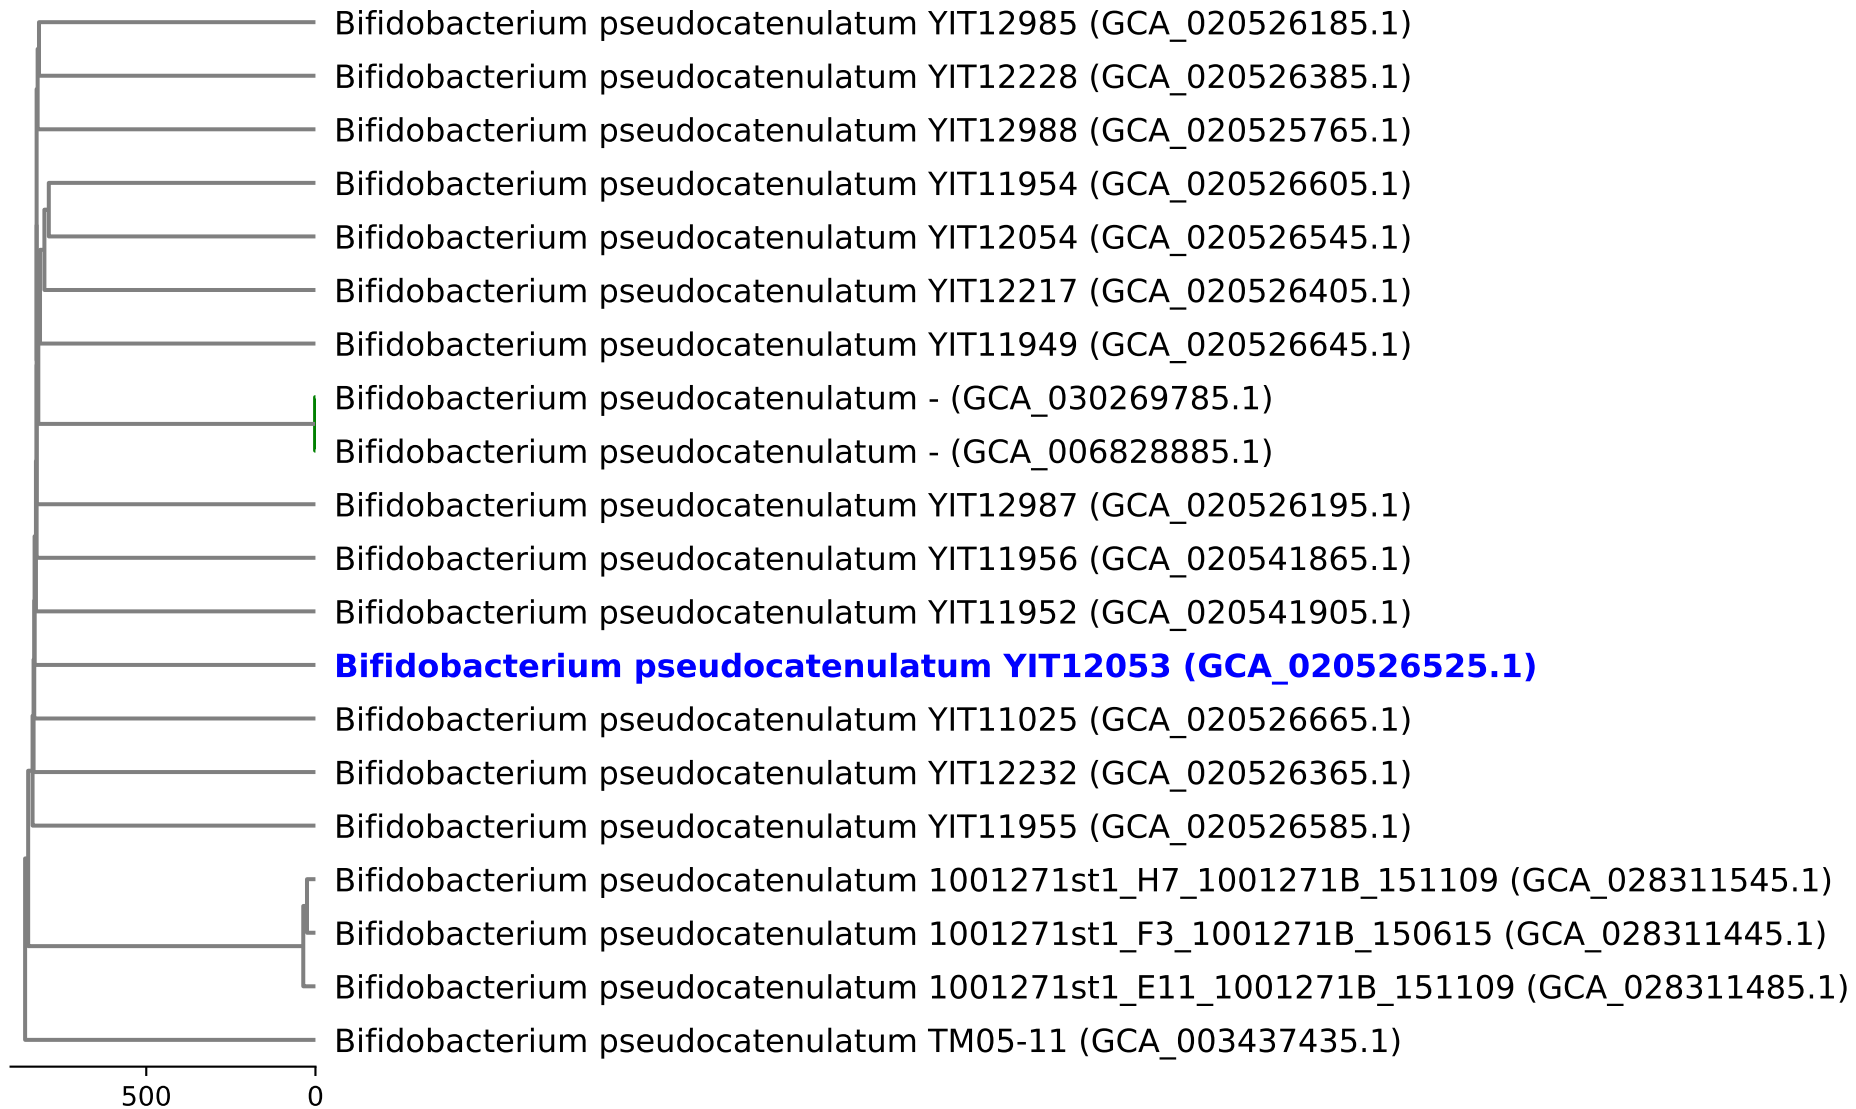 Bifidobacterium pseudocatenulatum YIT12985 (GCA_020526185.1)
Bifidobacterium pseudocatenulatum YIT12228 (GCA_020526385.1)
Bifidobacterium pseudocatenulatum YIT12988 (GCA_020525765.1)
Bifidobacterium pseudocatenulatum YIT11954 (GCA_020526605.1)
Bifidobacterium pseudocatenulatum YIT12054 (GCA_020526545.1)
Bifidobacterium pseudocatenulatum YIT12217 (GCA_020526405.1)
Bifidobacterium pseudocatenulatum YIT11949 (GCA_020526645.1)
Bifidobacterium pseudocatenulatum - (GCA_030269785.1)
Bifidobacterium pseudocatenulatum - (GCA_006828885.1)
Bifidobacterium pseudocatenulatum YIT12987 (GCA_020526195.1)
Bifidobacterium pseudocatenulatum YIT11956 (GCA_020541865.1)
Bifidobacterium pseudocatenulatum YIT11952 (GCA_020541905.1)
Bifidobacterium pseudocatenulatum YIT12053 (GCA_020526525.1)
Bifidobacterium pseudocatenulatum YIT11025 (GCA_020526665.1)
Bifidobacterium pseudocatenulatum YIT12232 (GCA_020526365.1)
Bifidobacterium pseudocatenulatum YIT11955 (GCA_020526585.1)
Bifidobacterium pseudocatenulatum 1001271st1_H7_1001271B_151109 (GCA_028311545.1)
Bifidobacterium pseudocatenulatum 1001271st1_F3_1001271B_150615 (GCA_028311445.1)
Bifidobacterium pseudocatenulatum 1001271st1_E11_1001271B_151109 (GCA_028311485.1)
Bifidobacterium pseudocatenulatum TM05-11 (GCA_003437435.1)
500 0